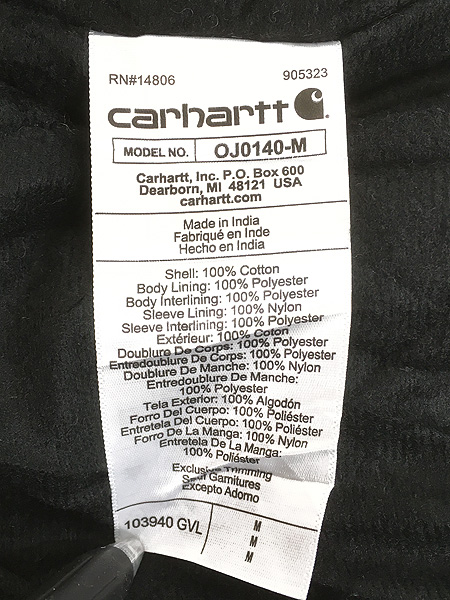 RN#14806 905323
carhartt
MODEL NO. OJ0140-M
Carhartt, Inc. P.O. Box 600
Dearborn, MI 48121 USA
carhartt.com
Made in India
Fabriqué en Inde
Hecho en India
Shell: 100% Cotton
Body Lining: 100% Polyester
Body Interlining: 100% Polyester
Sleeve Lining: 100% Nylon
Sleeve Interlining: 100% Polyester
Extérieur: 100% Coton
Doublure De Corps: 100% Polyester
Entredoublure De Corps: 100% Polyester
Doublure De Manche: 100% Nylon
Entredoublure De Manche:
100% Polyester
Tela Exterior: 100% Algodón
Forro Del Cuerpo: 100% Poliéster
Entretela Del Cuerpo: 100% Poliéster
Forro De La Manga: 100% Nylon
Entretela De La Manga:
100% Poliéster
Exclusive Trimming
Sauf Garnitures
Excepto Adorno
103940 GVL M
M
M